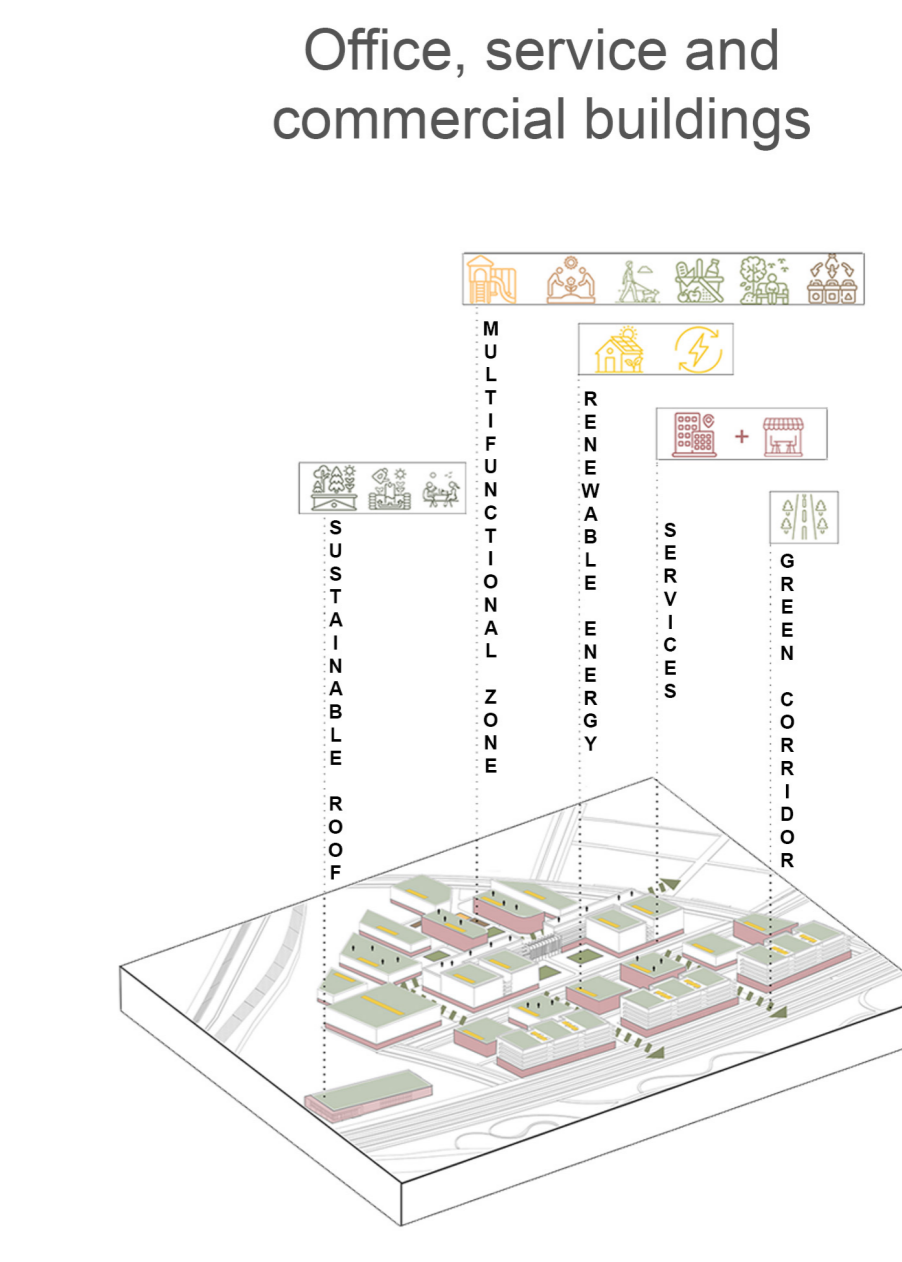 Office, service and
commercial buildings
MULTIFUNCTIONAL ZONE
RENEWABLE ENERGY
SERVICES
SUSTAINABLE ROOF
GREEN CORRIDOR